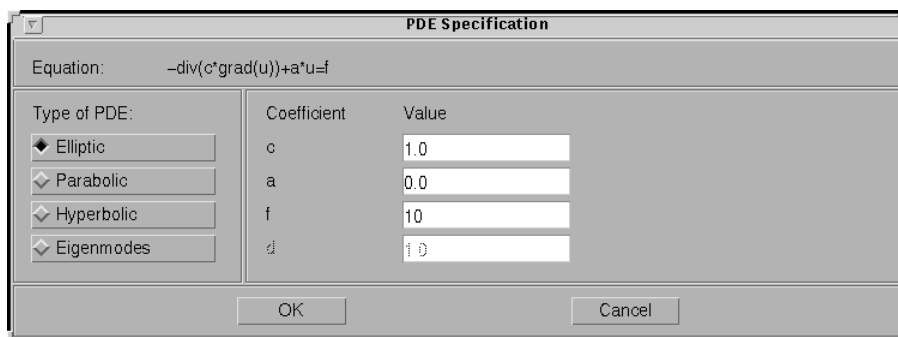 PDE Specification
Equation: -div(c*grad(u))+a*u=f
Type of PDE:
Elliptic
Parabolic
Hyperbolic
Eigenmodes
Coefficient Value
c 1.0
a 0.0
f 10
d 1.0
OK Cancel